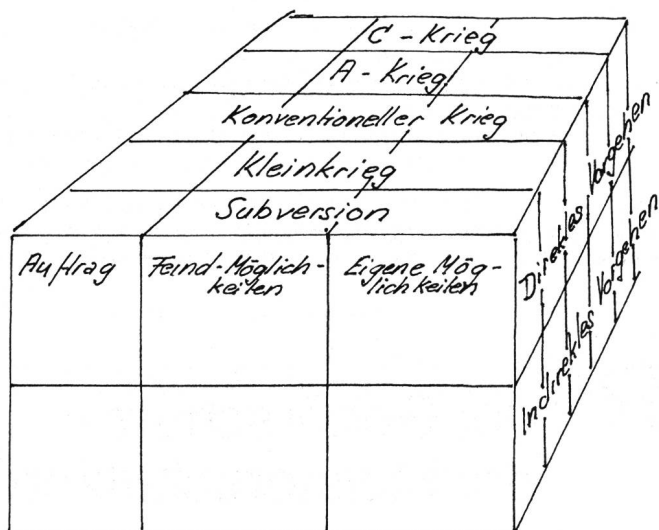 C - Krieg
A - Krieg
Konventioneller Krieg
Kleinkrieg
Subversion
Auftrag
Feind-Möglich-
keiten
Eigene Mög-
lichkeiten
Direktes Vorgehen
Indirektes Vorgehen